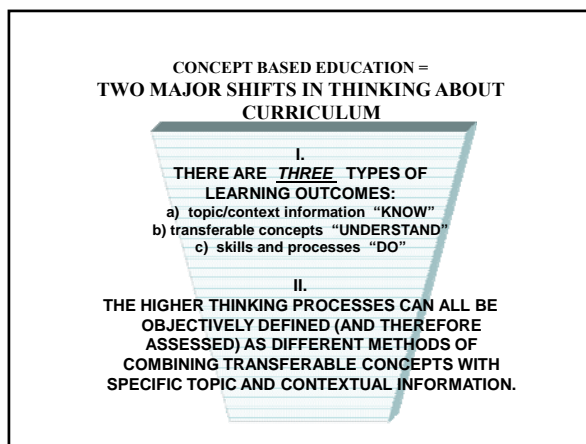 CONCEPT BASED EDUCATION =
TWO MAJOR SHIFTS IN THINKING ABOUT
CURRICULUM
I.
THERE ARE THREE TYPES OF
LEARNING OUTCOMES:
a) topic/context information “KNOW”
b) transferable concepts “UNDERSTAND”
c) skills and processes “DO”
II.
THE HIGHER THINKING PROCESSES CAN ALL BE
OBJECTIVELY DEFINED (AND THEREFORE
ASSESSED) AS DIFFERENT METHODS OF
COMBINING TRANSFERABLE CONCEPTS WITH
SPECIFIC TOPIC AND CONTEXTUAL INFORMATION.